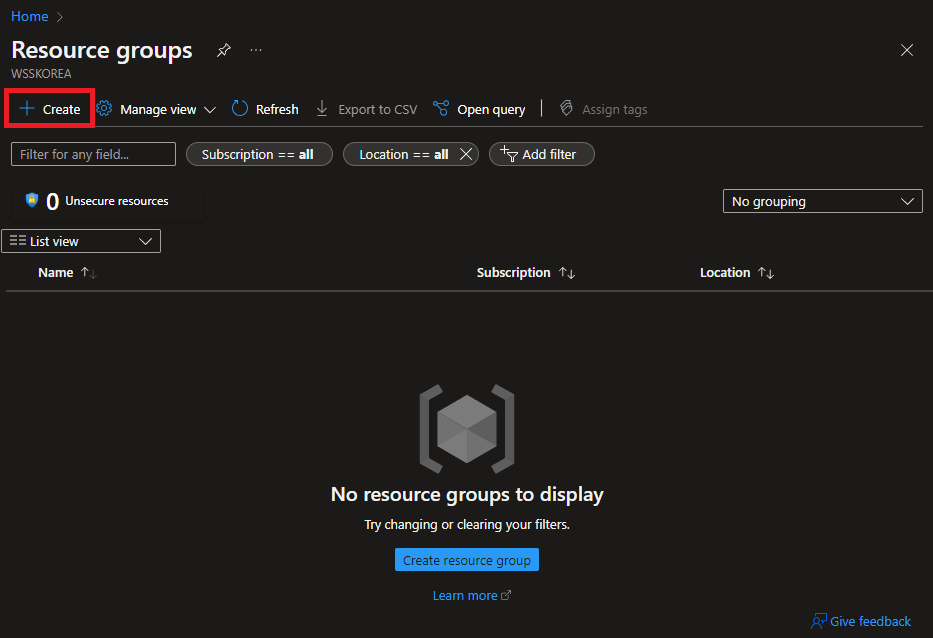 Home
Resource groups
WSSKOREA
Create Manage view Refresh Export to CSV Open query Assign tags
Filter for any field... Subscription == all Location == all Add filter
0 Unsecure resources
No grouping
List view
Name Subscription Location
No resource groups to display
Try changing or clearing your filters.
Create resource group
Learn more
Give feedback